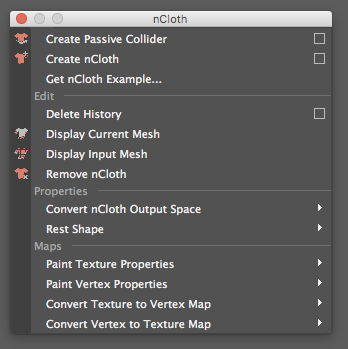 nCloth
Create Passive Collider
Create nCloth
Get nCloth Example...
Edit
Delete History
Display Current Mesh
Display Input Mesh
Remove nCloth
Properties
Convert nCloth Output Space
Rest Shape
Maps
Paint Texture Properties
Paint Vertex Properties
Convert Texture to Vertex Map
Convert Vertex to Texture Map